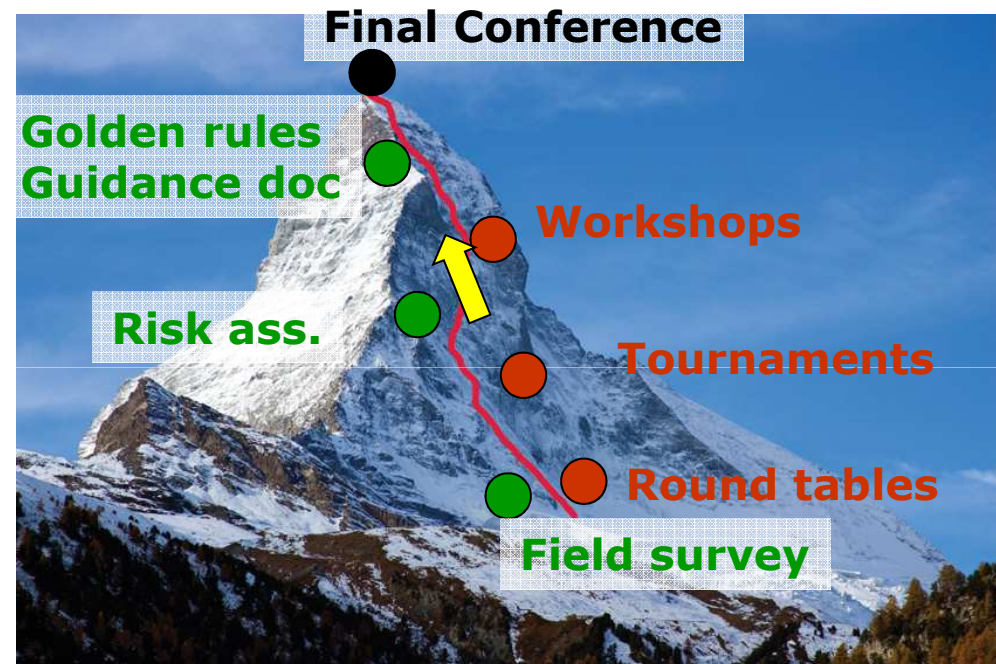 Final Conference
Golden rules
Guidance doc
Workshops
Risk ass.
Tournaments
Round tables
Field survey